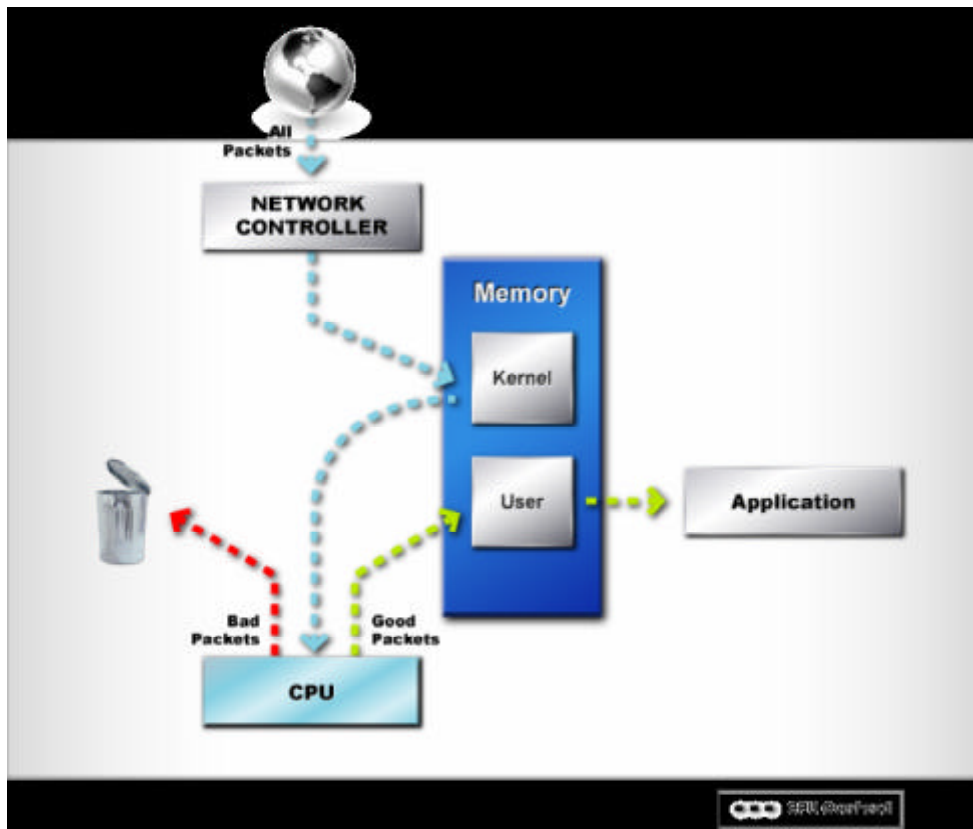 All
Packets
NETWORK
CONTROLLER
Memory
Kernel
User
Application
Bad
Packets
Good
Packets
CPU